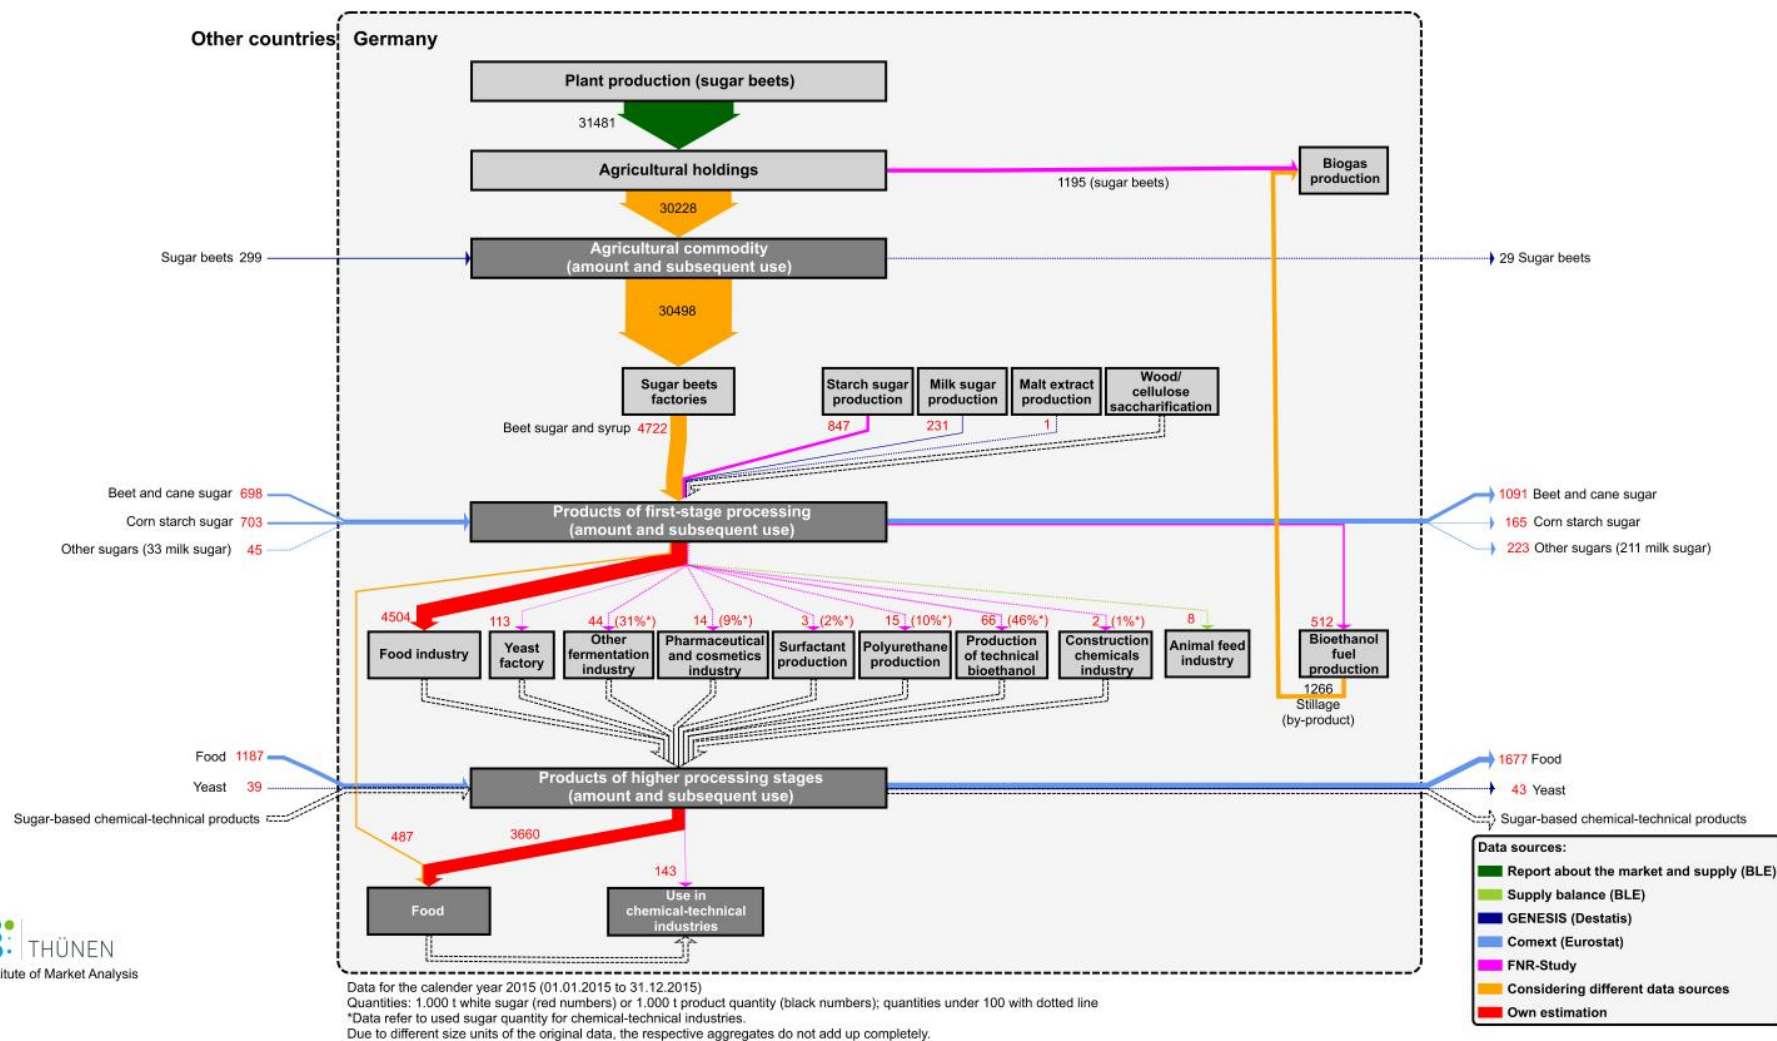 Other countries
Germany
Plant production (sugar beets)
31481
Agricultural holdings
1195 (sugar beets)
Biogas
production
30228
Sugar beets 299
Agricultural commodity
(amount and subsequent use)
29 Sugar beets
30498
Sugar beets
factories
Starch sugar
production
Milk sugar
production
Malt extract
production
Wood/
cellulose
saccharification
Beet sugar and syrup 4722
847
231
1
Beet and cane sugar 698
Corn starch sugar 703
Other sugars (33 milk sugar) 45
Products of first-stage processing
(amount and subsequent use)
1091 Beet and cane sugar
165 Corn starch sugar
223 Other sugars (211 milk sugar)
4504
113
44 (31%*)
14 (9%*)
3 (2%*)
15 (10%*)
66 (46%*)
2 (1%*)
8
512
Food industry
Yeast
factory
Other
fermentation
industry
Pharmaceutical
and cosmetics
industry
Surfactant
production
Polyurethane
production
Production
of technical
bioethanol
Construction
chemicals
industry
Animal feed
industry
Bioethanol
fuel
production
1266
Stillage
(by-product)
Food 1187
Yeast 39
Sugar-based chemical-technical products
Products of higher processing stages
(amount and subsequent use)
1677 Food
43 Yeast
Sugar-based chemical-technical products
487
3660
143
Food
Use in
chemical-technical
industries
Data sources:
Report about the market and supply (BLE)
Supply balance (BLE)
GENESIS (Destatis)
Comext (Eurostat)
FNR-Study
Considering different data sources
Own estimation
THÜNEN
itute of Market Analysis
Data for the calender year 2015 (01.01.2015 to 31.12.2015)
Quantities: 1.000 t white sugar (red numbers) or 1.000 t product quantity (black numbers); quantities under 100 with dotted line
*Data refer to used sugar quantity for chemical-technical industries.
Due to different size units of the original data, the respective aggregates do not add up completely.